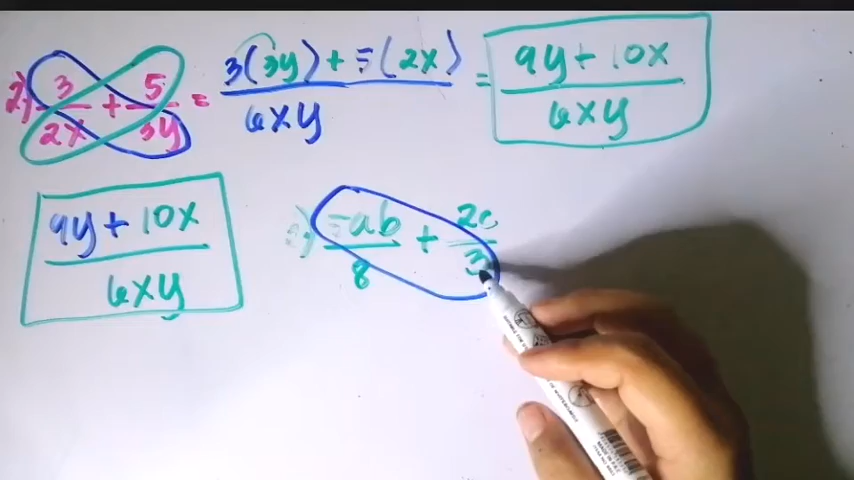 2) 3/2x + 5/3y = 3(3y) + 5(2x)/6xy = 9y + 10x/6xy
9y + 10x/6xy
3) 5ab/8 + 2c/3